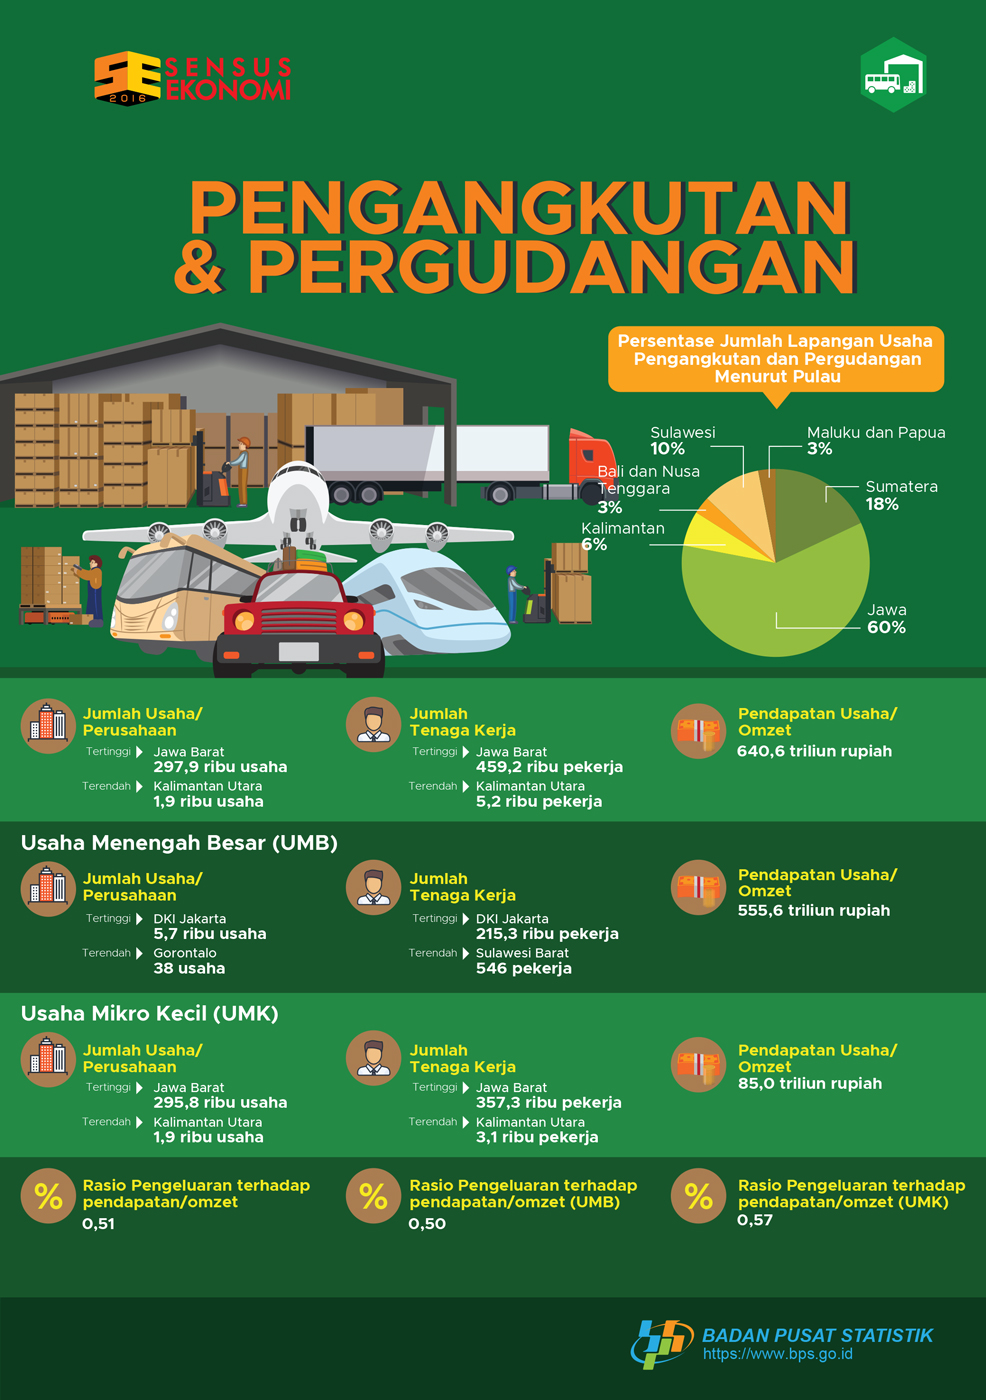 SENSUS
EKONOMI
2016
PENGANGKUTAN
& PERGUDANGAN
Persentase Jumlah Lapangan Usaha
Pengangkutan dan Pergudangan
Menurut Pulau
Sulawesi
10%
Maluku dan Papua
3%
Bali dan Nusa
Tenggara
3%
Sumatera
18%
Kalimantan
6%
Jawa
60%
Jumlah Usaha/
Perusahaan
Tertinggi Jawa Barat
297,9 ribu usaha
Terendah Kalimantan Utara
1,9 ribu usaha
Jumlah
Tenaga Kerja
Tertinggi Jawa Barat
459,2 ribu pekerja
Terendah Kalimantan Utara
5,2 ribu pekerja
Pendapatan Usaha/
Omzet
640,6 triliun rupiah
Usaha Menengah Besar (UMB)
Jumlah Usaha/
Perusahaan
Tertinggi DKI Jakarta
5,7 ribu usaha
Terendah Gorontalo
38 usaha
Jumlah
Tenaga Kerja
Tertinggi DKI Jakarta
215,3 ribu pekerja
Terendah Sulawesi Barat
546 pekerja
Pendapatan Usaha/
Omzet
555,6 triliun rupiah
Usaha Mikro Kecil (UMK)
Jumlah Usaha/
Perusahaan
Tertinggi Jawa Barat
295,8 ribu usaha
Terendah Kalimantan Utara
1,9 ribu usaha
Jumlah
Tenaga Kerja
Tertinggi Jawa Barat
357,3 ribu pekerja
Terendah Kalimantan Utara
3,1 ribu pekerja
Pendapatan Usaha/
Omzet
85,0 triliun rupiah
%
Rasio Pengeluaran terhadap
pendapatan/omzet
0,51
%
Rasio Pengeluaran terhadap
pendapatan/omzet (UMB)
0,50
%
Rasio Pengeluaran terhadap
pendapatan/omzet (UMK)
0,57
BADAN PUSAT STATISTIK
https://www.bps.go.id